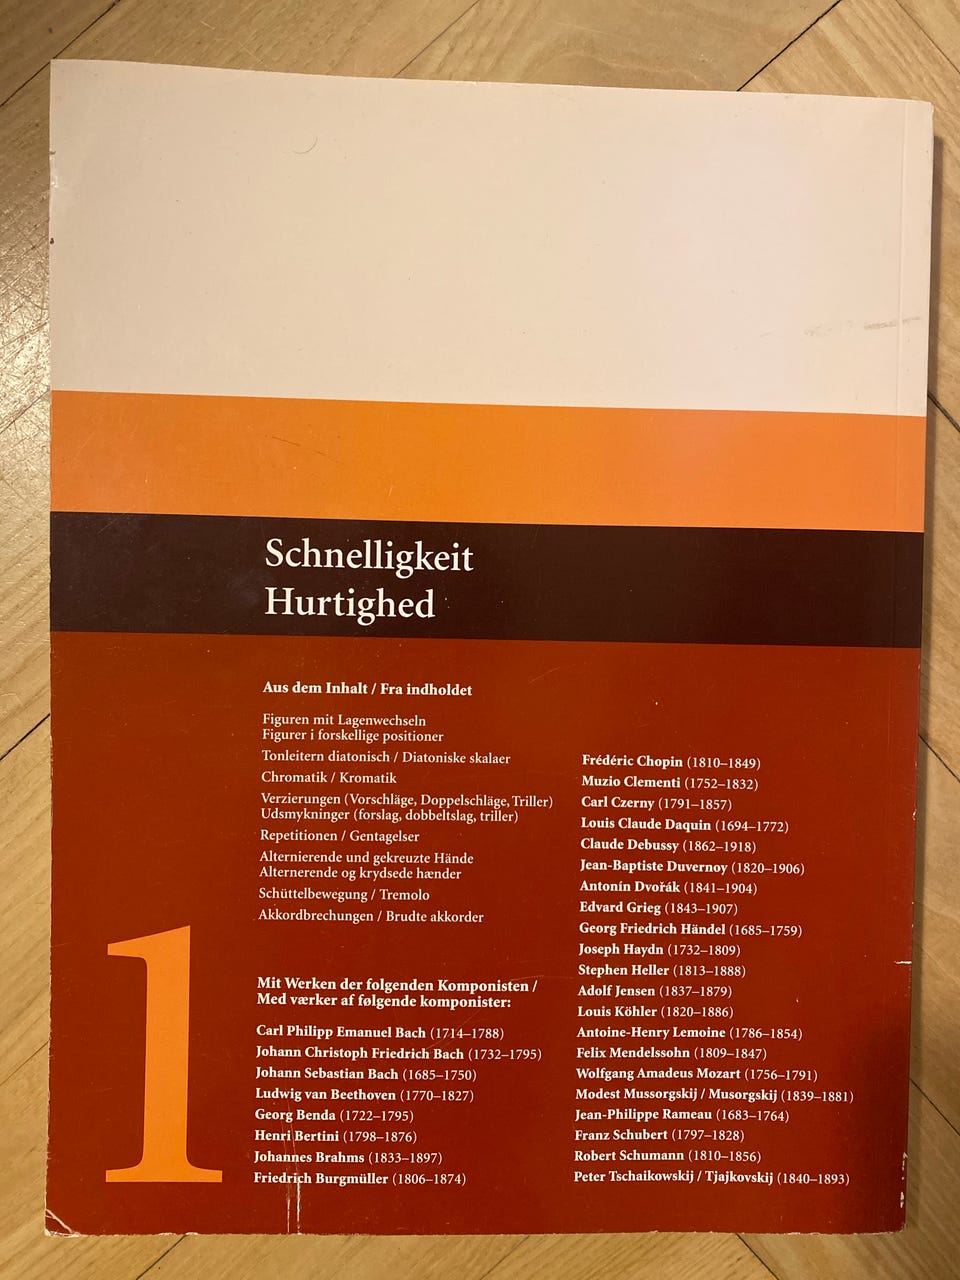 Schnelligkeit
Hurtighed
Aus dem Inhalt / Fra indholdet
Figuren mit Lagenwechseln
Figurer i forskellige positioner
Tonleitern diatonisch / Diatoniske skalaer
Chromatik / Kromatik
Verzierungen (Vorschläge, Doppelschläge, Triller)
Udsmykninger (forslag, dobbeltslag, triller)
Repetitionen / Gentagelser
Alternierende und gekreuzte Hände
Alternerende og krydsede hænder
Schüttelbewegung / Tremolo
Akkordbrechungen / Brudte akkorder
1
Mit Werken der folgenden Komponisten /
Med værker af følgende komponister:
Carl Philipp Emanuel Bach (1714–1788)
Johann Christoph Friedrich Bach (1732–1795)
Johann Sebastian Bach (1685–1750)
Ludwig van Beethoven (1770–1827)
Georg Benda (1722–1795)
Henri Bertini (1798–1876)
Johannes Brahms (1833–1897)
Friedrich Burgmüller (1806–1874)
Frédéric Chopin (1810–1849)
Muzio Clementi (1752–1832)
Carl Czerny (1791–1857)
Louis Claude Daquin (1694–1772)
Claude Debussy (1862–1918)
Jean-Baptiste Duvernoy (1820–1906)
Antonín Dvořák (1841–1904)
Edvard Grieg (1843–1907)
Georg Friedrich Händel (1685–1759)
Joseph Haydn (1732–1809)
Stephen Heller (1813–1888)
Adolf Jensen (1837–1879)
Louis Köhler (1820–1886)
Antoine-Henry Lemoine (1786–1854)
Felix Mendelssohn (1809–1847)
Wolfgang Amadeus Mozart (1756–1791)
Modest Mussorgskij / Musorgskij (1839–1881)
Jean-Philippe Rameau (1683–1764)
Franz Schubert (1797–1828)
Robert Schumann (1810–1856)
Peter Tschaikowskij / Tjajkovskij (1840–1893)